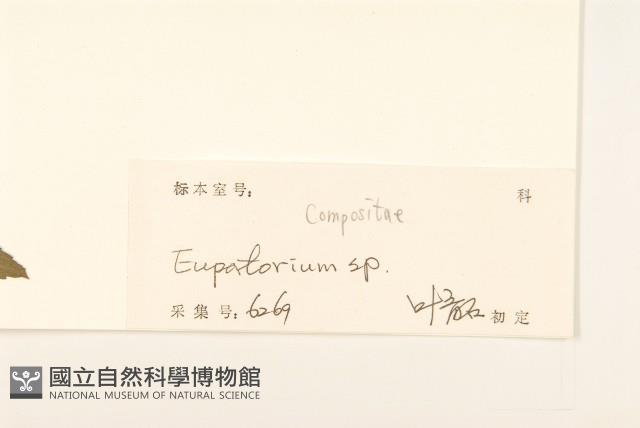 标本室号:
科
Compositae
Eupatorium sp.
采集号: 6269
初定
國立自然科學博物館
NATIONAL MUSEUM OF NATURAL SCIENCE